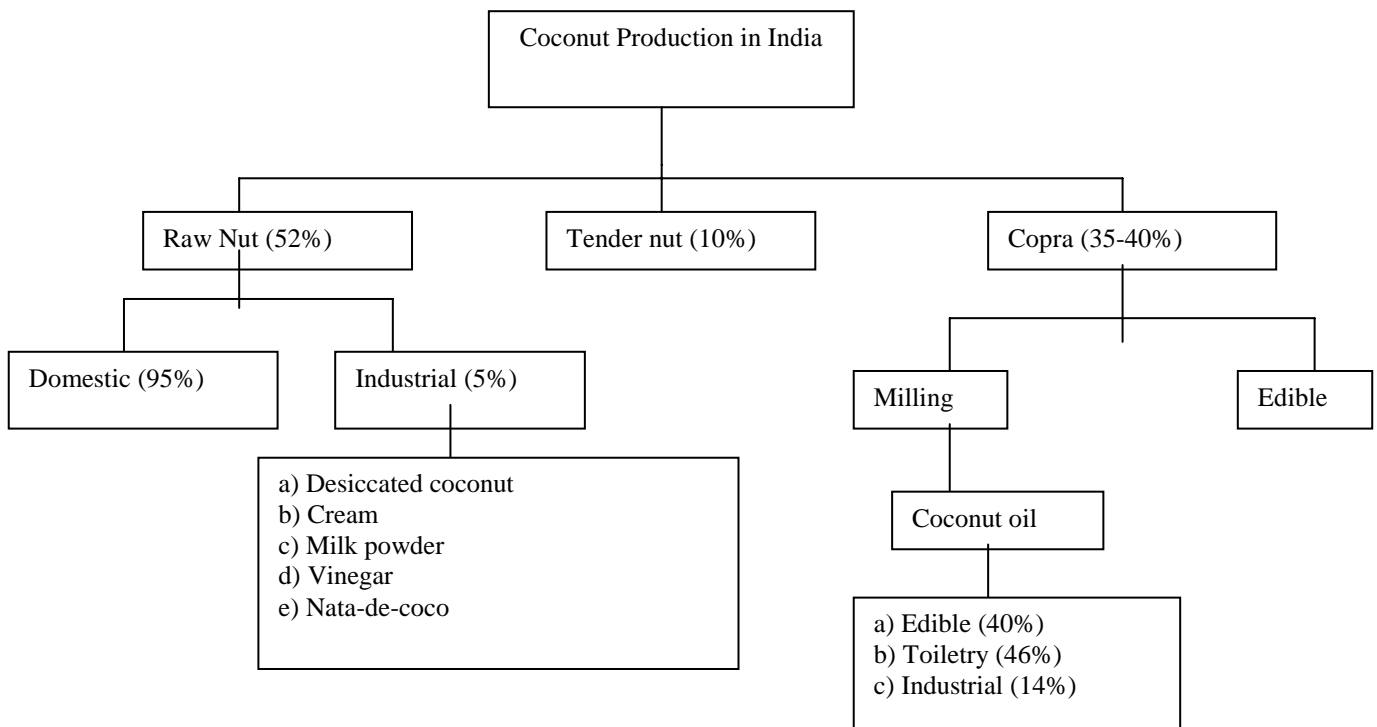 Coconut Production in India
Raw Nut (52%)
Tender nut (10%)
Copra (35-40%)
Domestic (95%)
Industrial (5%)
Milling
Edible
a) Desiccated coconut
b) Cream
c) Milk powder
d) Vinegar
e) Nata-de-coco
Coconut oil
a) Edible (40%)
b) Toiletry (46%)
c) Industrial (14%)